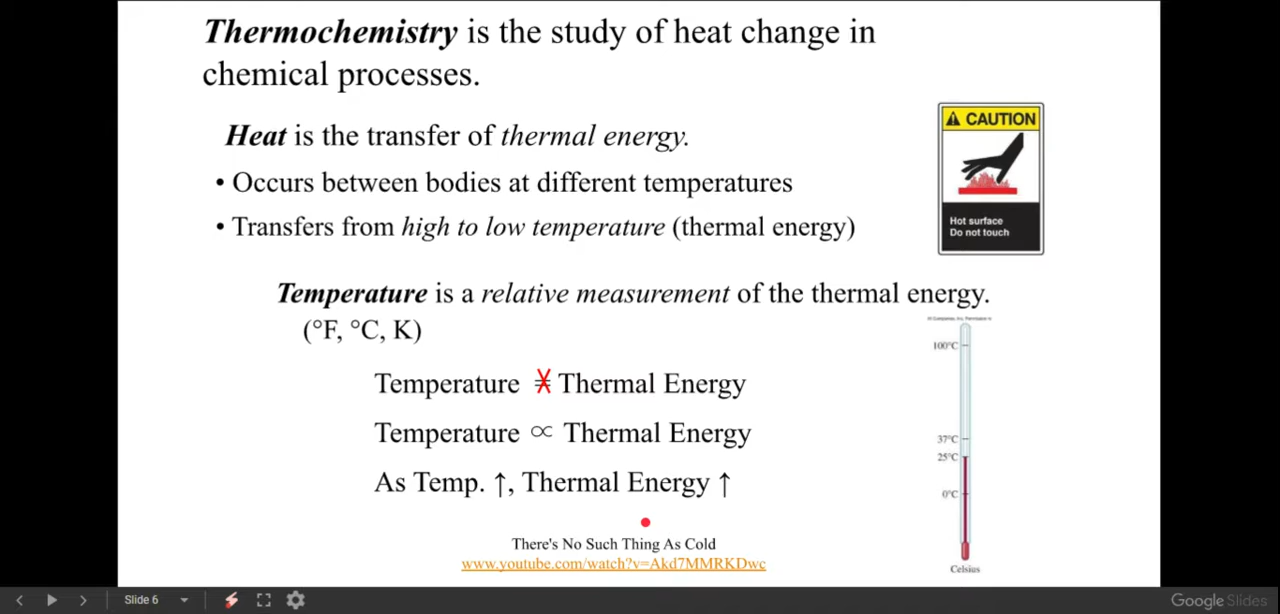 Thermochemistry is the study of heat change in
chemical processes.
Heat is the transfer of thermal energy.
• Occurs between bodies at different temperatures
• Transfers from high to low temperature (thermal energy)
CAUTION
Hot surface
Do not touch
Temperature is a relative measurement of the thermal energy.
(°F, °C, K)
100°C
Temperature = Thermal Energy
37°C
Temperature ∝ Thermal Energy
25°C
As Temp. ↑, Thermal Energy ↑
0°C
There's No Such Thing As Cold
www.youtube.com/watch?v=Akd7MMRKDwc
Celsius
Slide 6
Google Slides